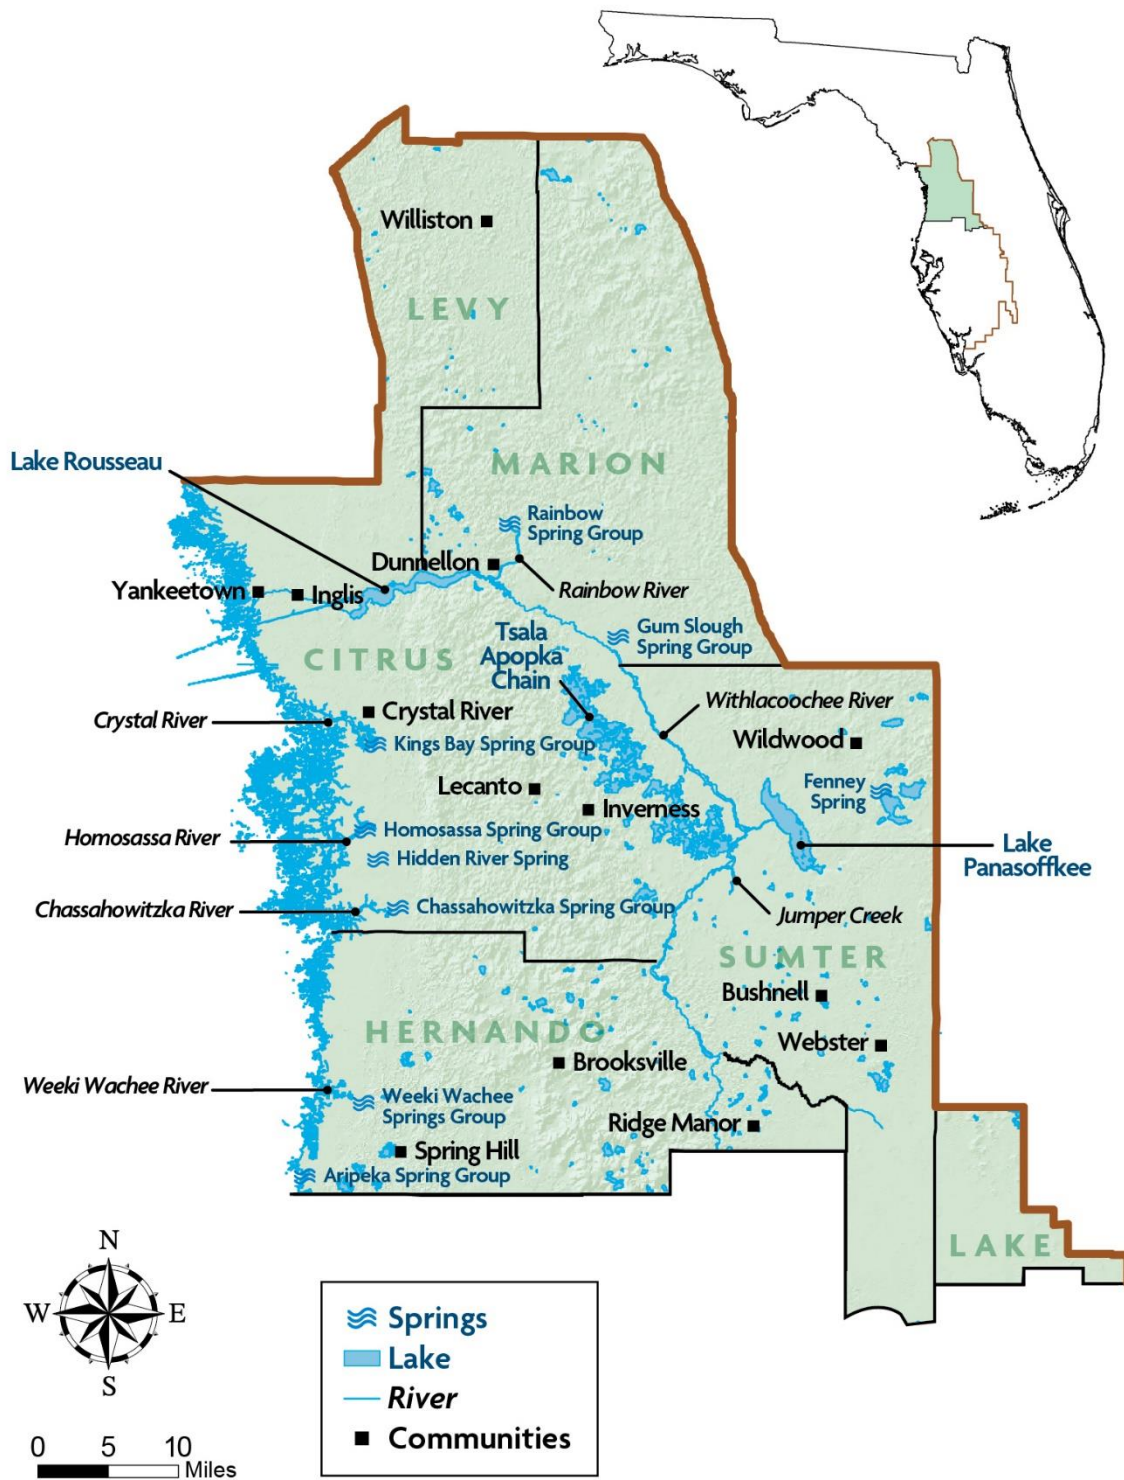 Williston
LEVY
MARION
Lake Rousseau
Rainbow
Spring Group
Dunnellon
Rainbow River
Yankeetown
Inglis
Gum Slough
Spring Group
Tsala
Apopka
Chain
CITRUS
Withlacoochee River
Crystal River
Crystal River
Kings Bay Spring Group
Wildwood
Fenney
Spring
Lecanto
Inverness
Homosassa River
Homosassa Spring Group
Hidden River Spring
Lake
Panasoffkee
Chassahowitzka River
Chassahowitzka Spring Group
Jumper Creek
SUMTER
Bushnell
HERNANDO
Webster
Brooksville
Weeki Wachee River
Weeki Wachee
Springs Group
Ridge Manor
Spring Hill
Aripeka Spring Group
LAKE
N
W
E
S
Springs
Lake
River
Communities
0 5 10
Miles